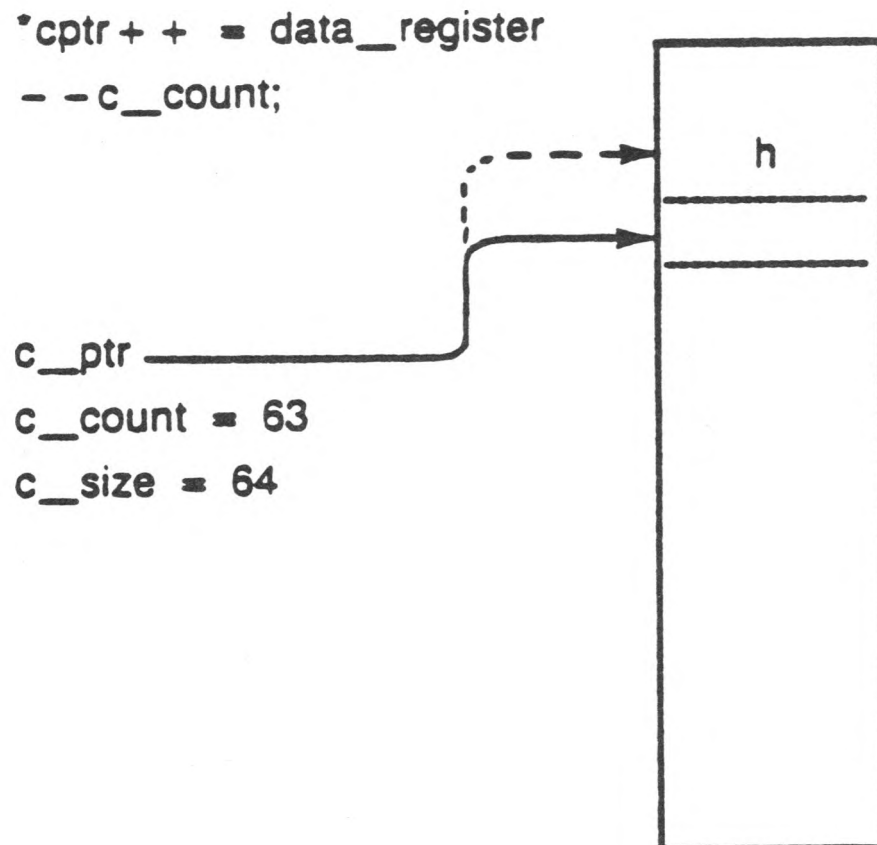 *cptr++ = data_register
--c_count;
h
c_ptr
c_count = 63
c_size = 64